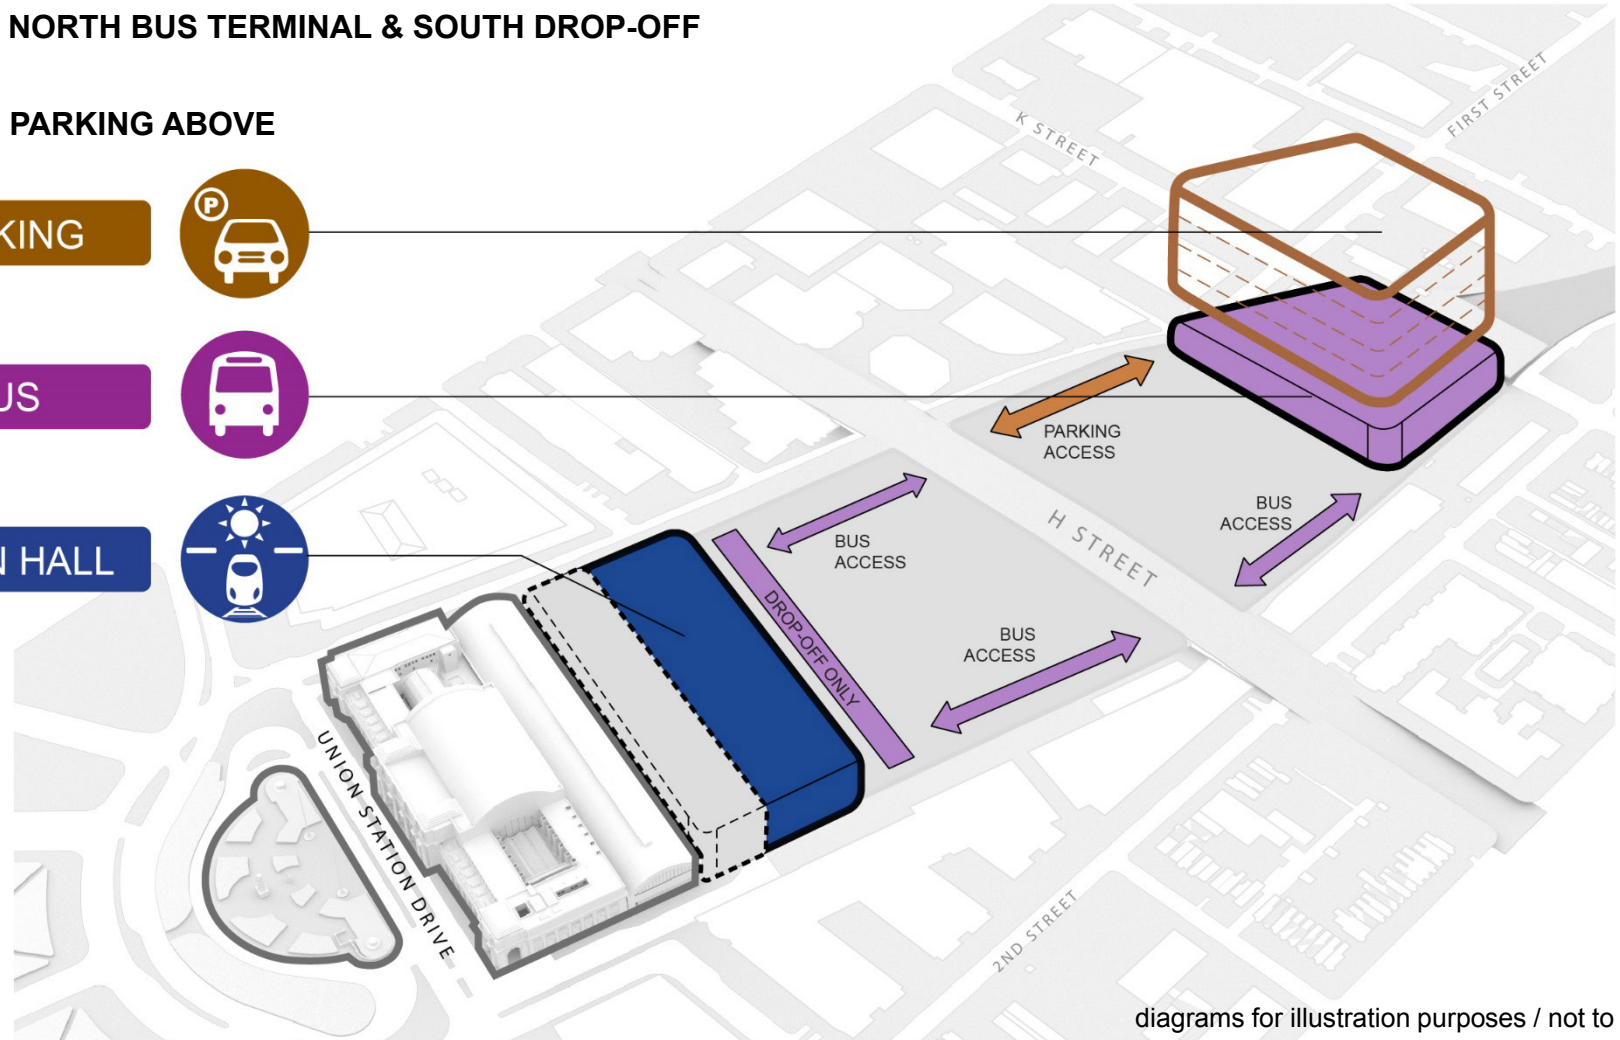 NORTH BUS TERMINAL & SOUTH DROP-OFF
PARKING ABOVE
KING
P
US
N HALL
K STREET
FIRST STREET
PARKING
ACCESS
BUS
ACCESS
H STREET
BUS
ACCESS
DROP-OFF ONLY
BUS
ACCESS
UNION STATION DRIVE
2ND STREET
diagrams for illustration purposes / not to